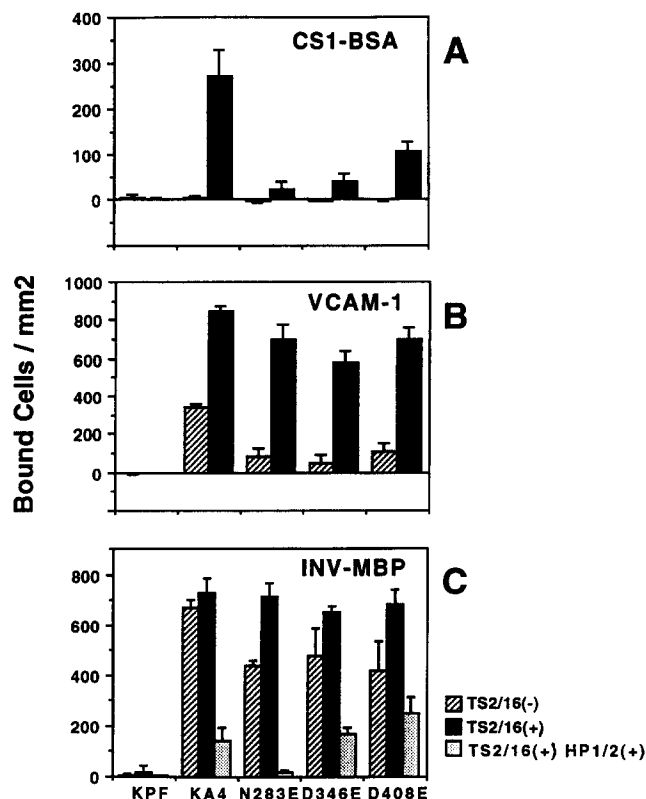 Bound Cells / mm2
400
300
200
100
0
CS1-BSA
A
1000
800
600
400
200
0
VCAM-1
B
800
600
400
200
0
INV-MBP
C
KPF KA4 N283E D346E D408E
TS2/16(-)
TS2/16(+)
TS2/16(+) HP1/2(+)